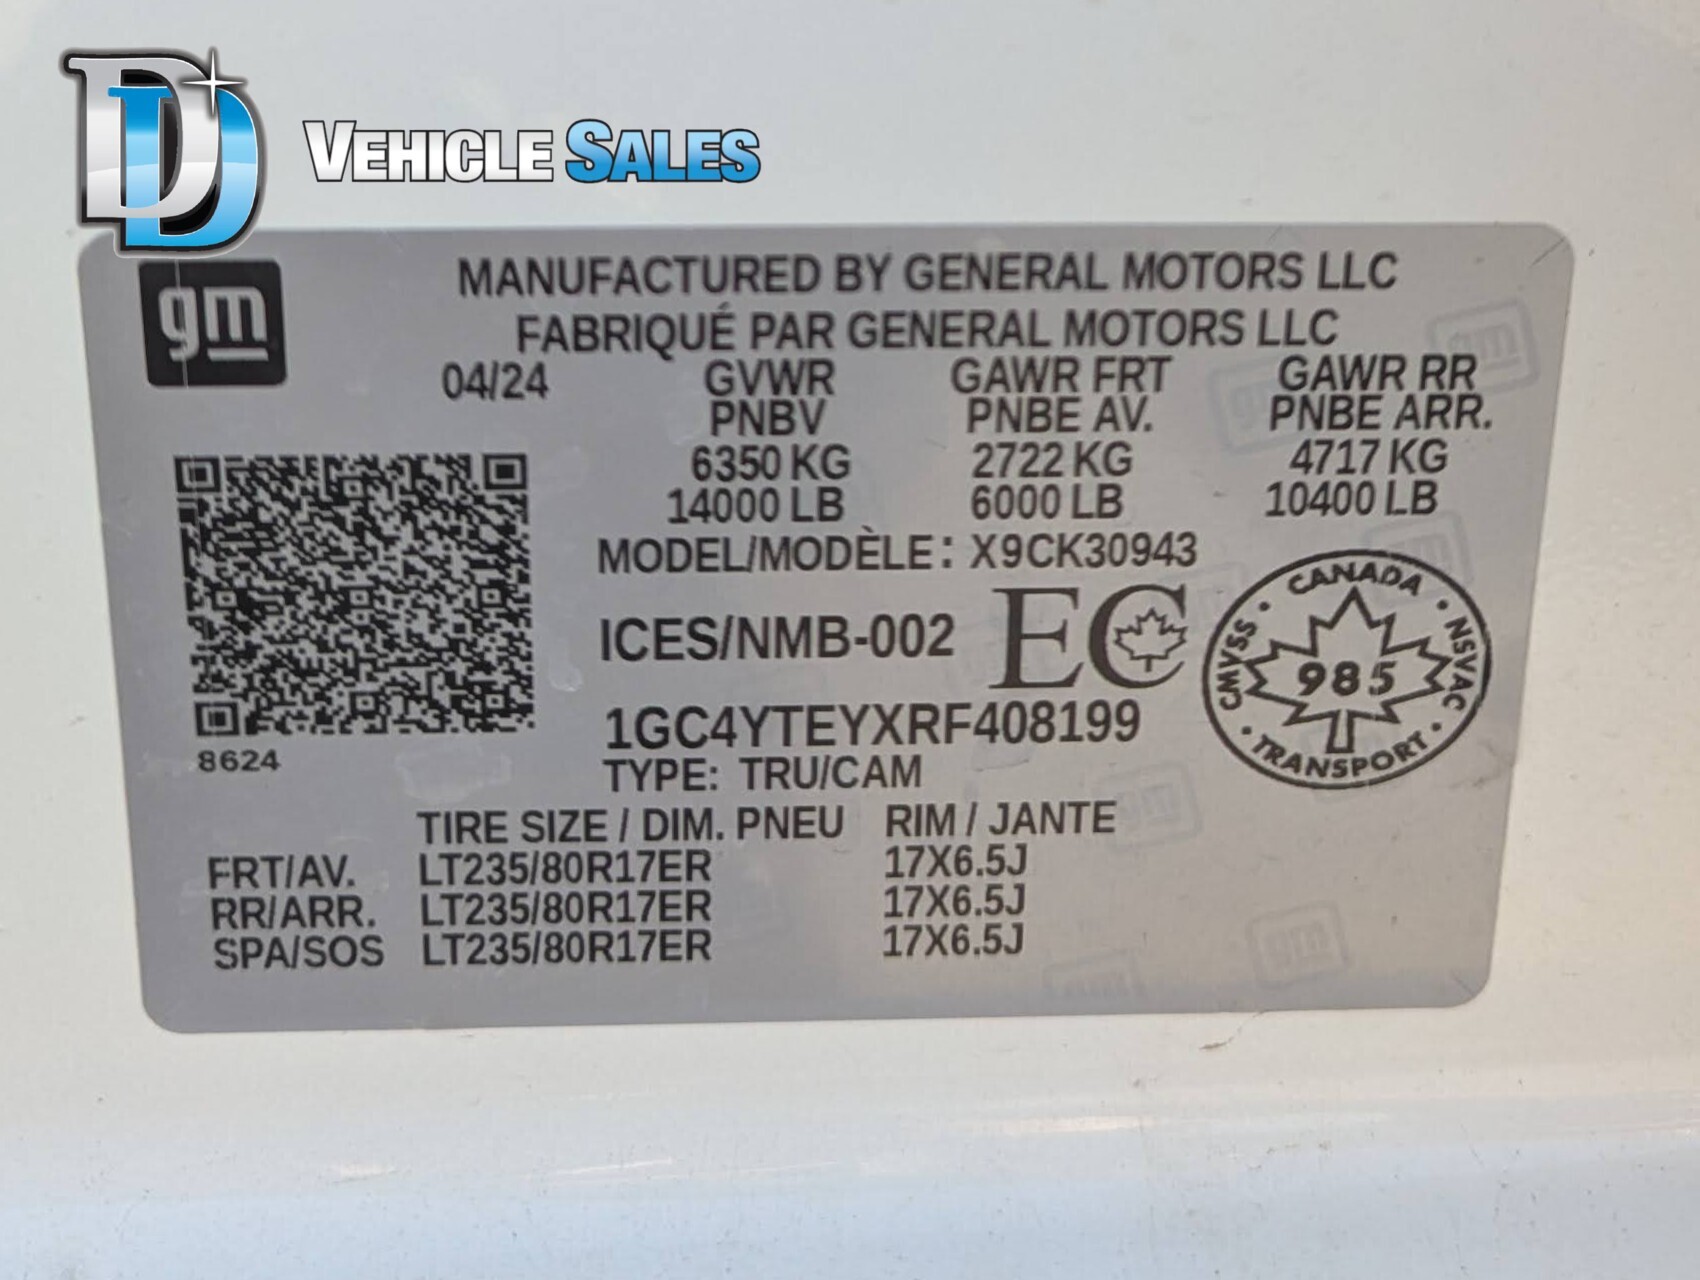 DD VEHICLE SALES
gm
MANUFACTURED BY GENERAL MOTORS LLC
FABRIQUÉ PAR GENERAL MOTORS LLC
04/24 GVWR GAWR FRT GAWR RR
PNBV PNBE AV. PNBE ARR.
6350 KG 2722 KG 4717 KG
14000 LB 6000 LB 10400 LB
MODEL/MODÈLE: X9CK30943
ICES/NMB-002 EC
CANADA
CMVSS · NSVAC
985
· TRANSPORT ·
1GC4YTEYXRF408199
8624
TYPE: TRU/CAM
TIRE SIZE / DIM. PNEU RIM / JANTE
FRT/AV. LT235/80R17ER 17X6.5J
RR/ARR. LT235/80R17ER 17X6.5J
SPA/SOS LT235/80R17ER 17X6.5J